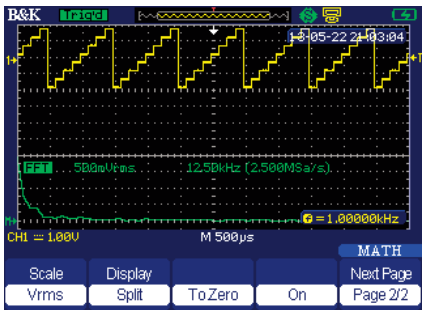 B&K Trig'd
13-05-22 21:03:04
1
T
FFT 500mVrms 12.50kHz (2.500MSa/s)
M
= 1.00000kHz
CH1 1.00V M 500µs
MATH
Scale Display Next Page
Vrms Split To Zero On Page 2/2